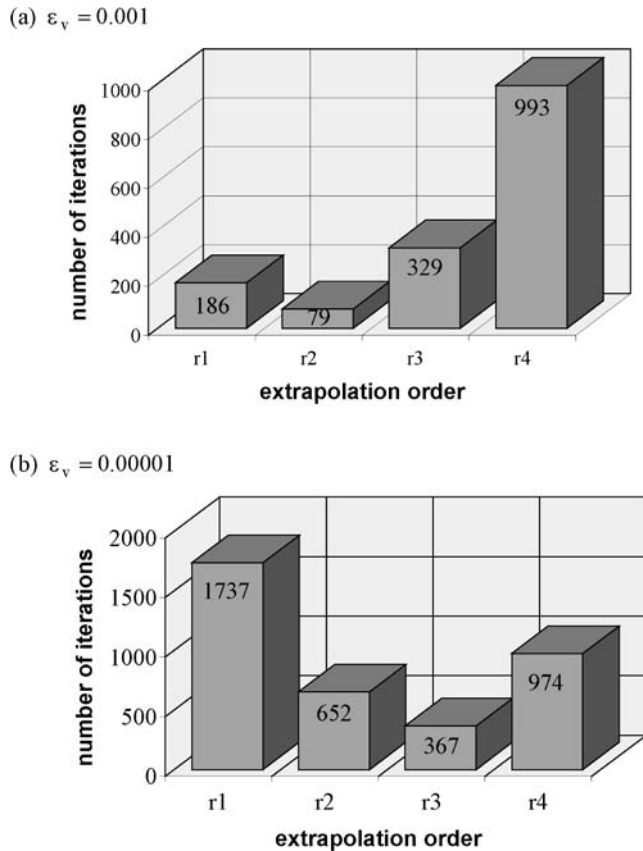 (a) εv = 0.001
number of iterations
1000
800
600
400
200
0
186
79
329
993
r1 r2 r3 r4
extrapolation order
(b) εv = 0.00001
number of iterations
2000
1500
1000
500
0
1737
652
367
974
r1 r2 r3 r4
extrapolation order